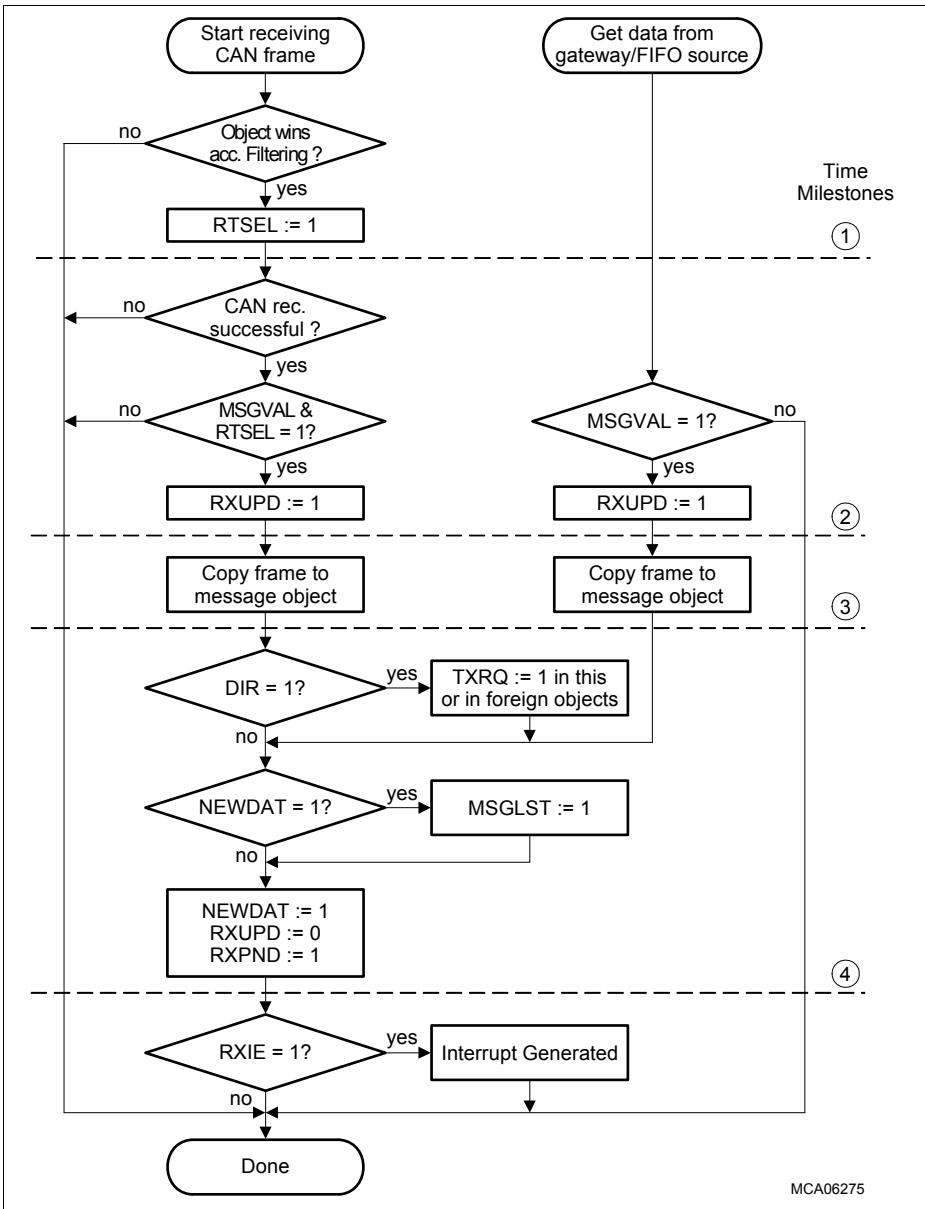 Start receiving
CAN frame
Get data from
gateway/FIFO source
no
Object wins
acc. Filtering ?
yes
Time
Milestones
RTSEL := 1
1
no
CAN rec.
successful ?
yes
no
MSGVAL &
RTSEL = 1?
MSGVAL = 1?
no
yes
yes
RXUPD := 1
RXUPD := 1
2
Copy frame to
message object
Copy frame to
message object
3
DIR = 1?
yes
TXRQ := 1 in this
or in foreign objects
no
NEWDAT = 1?
yes
MSGLST := 1
no
NEWDAT := 1
RXUPD := 0
RXPND := 1
4
RXIE = 1?
yes
Interrupt Generated
no
Done
MCA06275